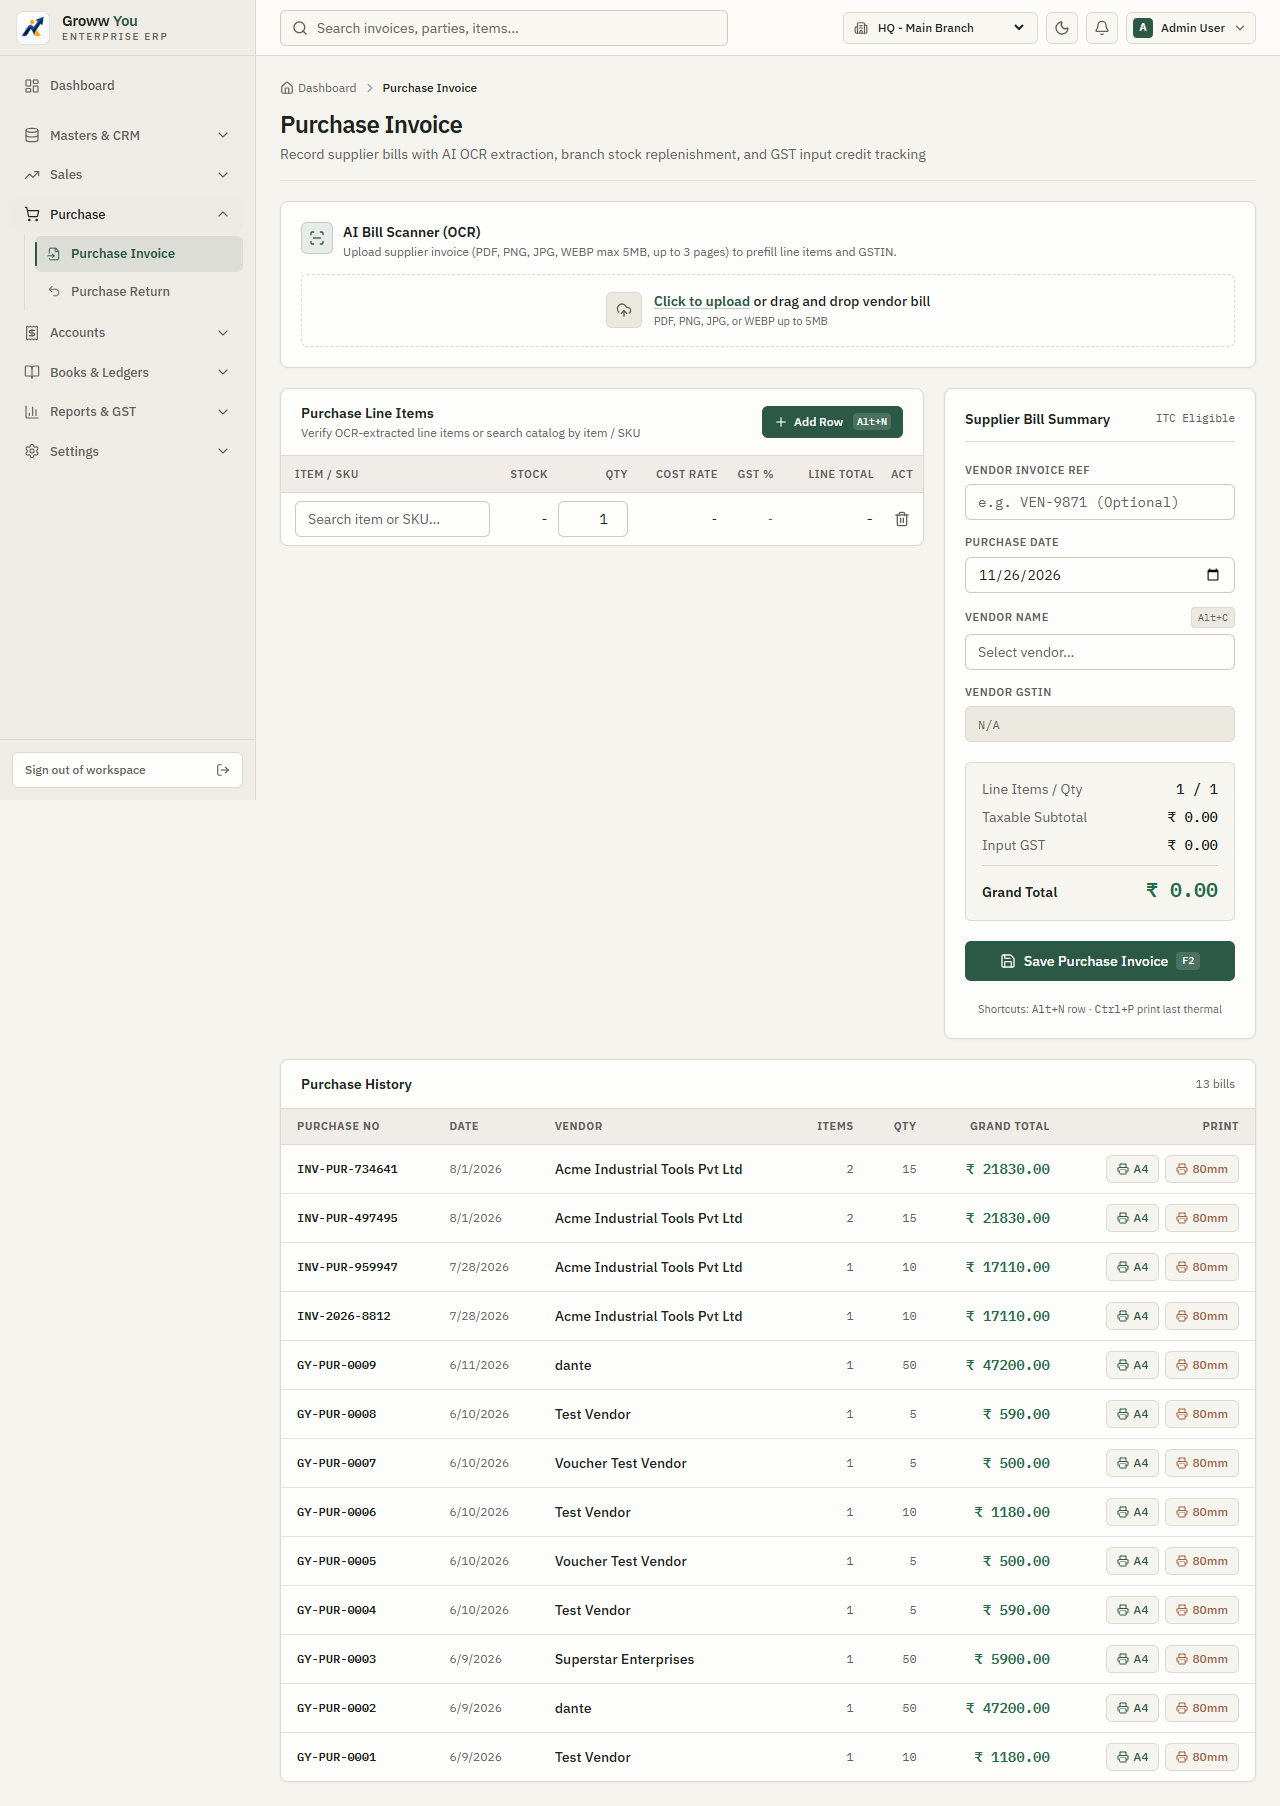 Groww You
ENTERPRISE ERP
Search invoices, parties, items...
HQ - Main Branch
A Admin User
Dashboard
Masters & CRM
Sales
Purchase
Purchase Invoice
Purchase Return
Accounts
Books & Ledgers
Reports & GST
Settings
Sign out of workspace
Dashboard > Purchase Invoice
Purchase Invoice
Record supplier bills with AI OCR extraction, branch stock replenishment, and GST input credit tracking
AI Bill Scanner (OCR)
Upload supplier invoice (PDF, PNG, JPG, WEBP max 5MB, up to 3 pages) to prefill line items and GSTIN.
Click to upload or drag and drop vendor bill
PDF, PNG, JPG, or WEBP up to 5MB
Purchase Line Items
Verify OCR-extracted line items or search catalog by item / SKU
+ Add Row Alt+N
ITEM / SKU STOCK QTY COST RATE GST % LINE TOTAL ACT
Search item or SKU... - 1 - - -
Supplier Bill Summary ITC Eligible
VENDOR INVOICE REF
e.g. VEN-9871 (Optional)
PURCHASE DATE
11/26/2026
VENDOR NAME Alt+C
Select vendor...
VENDOR GSTIN
N/A
Line Items / Qty 1 / 1
Taxable Subtotal ₹ 0.00
Input GST ₹ 0.00
Grand Total ₹ 0.00
Save Purchase Invoice F2
Shortcuts: Alt+N row · Ctrl+P print last thermal
Purchase History 13 bills
PURCHASE NO DATE VENDOR ITEMS QTY GRAND TOTAL PRINT
INV-PUR-734641 8/1/2026 Acme Industrial Tools Pvt Ltd 2 15 ₹ 21830.00 A4 80mm
INV-PUR-497495 8/1/2026 Acme Industrial Tools Pvt Ltd 2 15 ₹ 21830.00 A4 80mm
INV-PUR-959947 7/28/2026 Acme Industrial Tools Pvt Ltd 1 10 ₹ 17110.00 A4 80mm
INV-2026-8812 7/28/2026 Acme Industrial Tools Pvt Ltd 1 10 ₹ 17110.00 A4 80mm
GY-PUR-0009 6/11/2026 dante 1 50 ₹ 47200.00 A4 80mm
GY-PUR-0008 6/10/2026 Test Vendor 1 5 ₹ 590.00 A4 80mm
GY-PUR-0007 6/10/2026 Voucher Test Vendor 1 5 ₹ 500.00 A4 80mm
GY-PUR-0006 6/10/2026 Test Vendor 1 10 ₹ 1180.00 A4 80mm
GY-PUR-0005 6/10/2026 Voucher Test Vendor 1 5 ₹ 500.00 A4 80mm
GY-PUR-0004 6/10/2026 Test Vendor 1 5 ₹ 590.00 A4 80mm
GY-PUR-0003 6/9/2026 Superstar Enterprises 1 50 ₹ 5900.00 A4 80mm
GY-PUR-0002 6/9/2026 dante 1 50 ₹ 47200.00 A4 80mm
GY-PUR-0001 6/9/2026 Test Vendor 1 10 ₹ 1180.00 A4 80mm